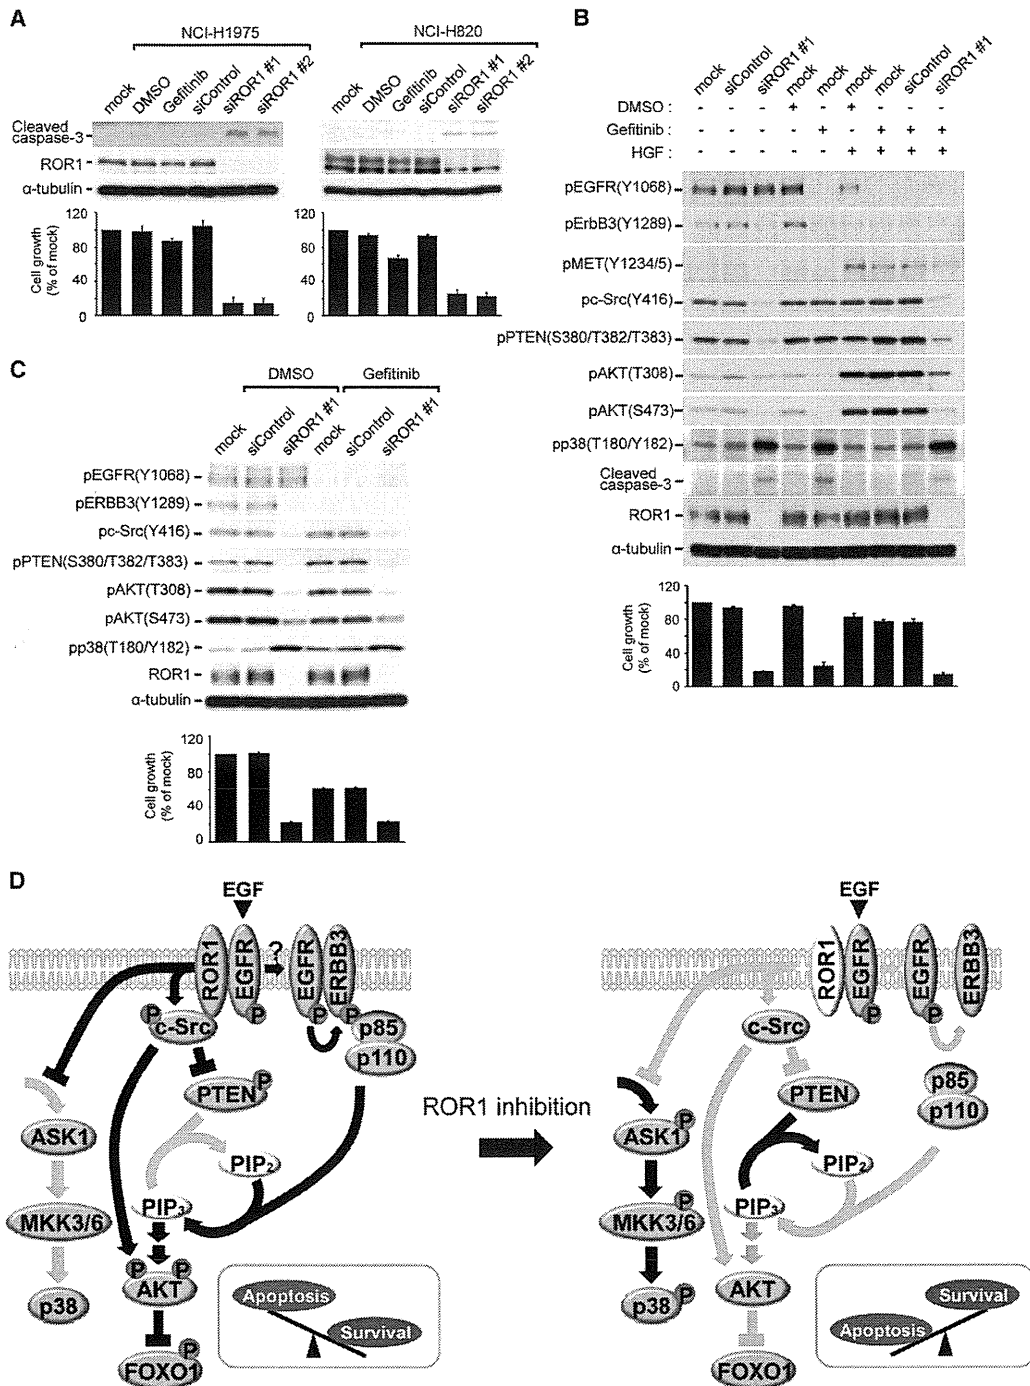 A
NCI-H1975
NCI-H820
mock
DMSO
Gefitinib
siControl
siROR1 #1
siROR1 #2
mock
DMSO
Gefitinib
siControl
siROR1 #1
siROR1 #2
Cleaved caspase-3
ROR1
α-tubulin
Cell growth (% of mock)
120
80
40
0
120
80
40
0
B
mock
siControl
siROR1 #1
mock
mock
mock
mock
siControl
siROR1 #1
DMSO : - - - + - + - - -
Gefitinib : - - - - + - + + +
HGF : - - - - - + + + +
pEGFR(Y1068)
pErbB3(Y1289)
pMET(Y1234/5)
pc-Src(Y416)
pPTEN(S380/T382/T383)
pAKT(T308)
pAKT(S473)
pp38(T180/Y182)
Cleaved caspase-3
ROR1
α-tubulin
Cell growth (% of mock)
120
80
40
0
C
DMSO
Gefitinib
mock
siControl
siROR1 #1
mock
siControl
siROR1 #1
pEGFR(Y1068)
pERBB3(Y1289)
pc-Src(Y416)
pPTEN(S380/T382/T383)
pAKT(T308)
pAKT(S473)
pp38(T180/Y182)
ROR1
α-tubulin
Cell growth (% of mock)
120
80
40
0
D
EGF
ROR1
EGFR
?
EGFR
ERBB3
P
P
P
P
c-Src
p85
p110
PTEN
P
ASK1
PIP2
PIP3
MKK3/6
P
P
AKT
p38
P
FOXO1
Apoptosis
Survival
ROR1 inhibition
EGF
ROR1
EGFR
EGFR
ERBB3
P
P
c-Src
p85
p110
PTEN
ASK1
P
PIP2
PIP3
MKK3/6
P
AKT
p38
P
FOXO1
Survival
Apoptosis